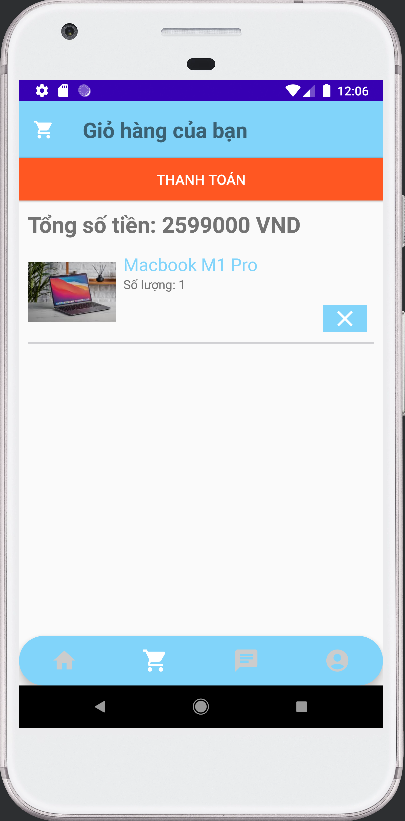 12:06
Giỏ hàng của bạn
THANH TOÁN
Tổng số tiền: 2599000 VND
Macbook M1 Pro
Số lượng: 1